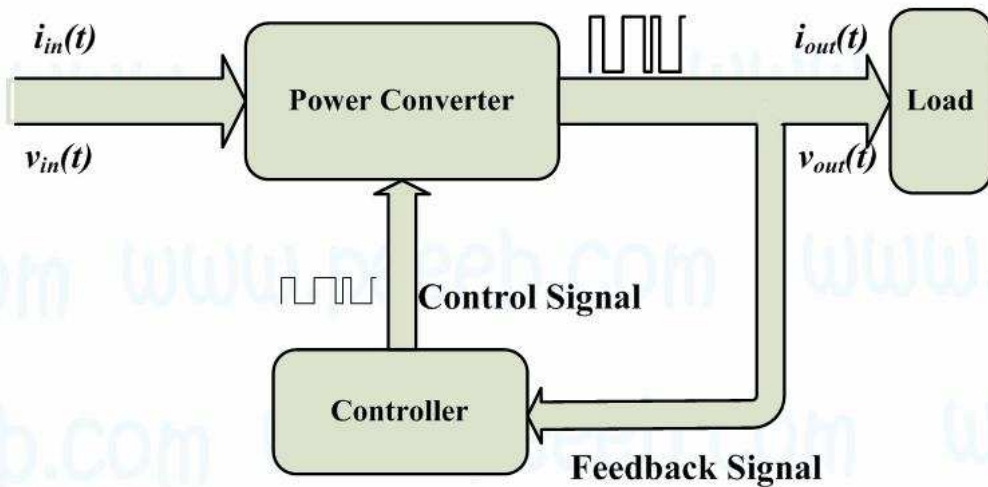 i_in(t)
v_in(t)
Power Converter
i_out(t)
v_out(t)
Load
Control Signal
Controller
Feedback Signal